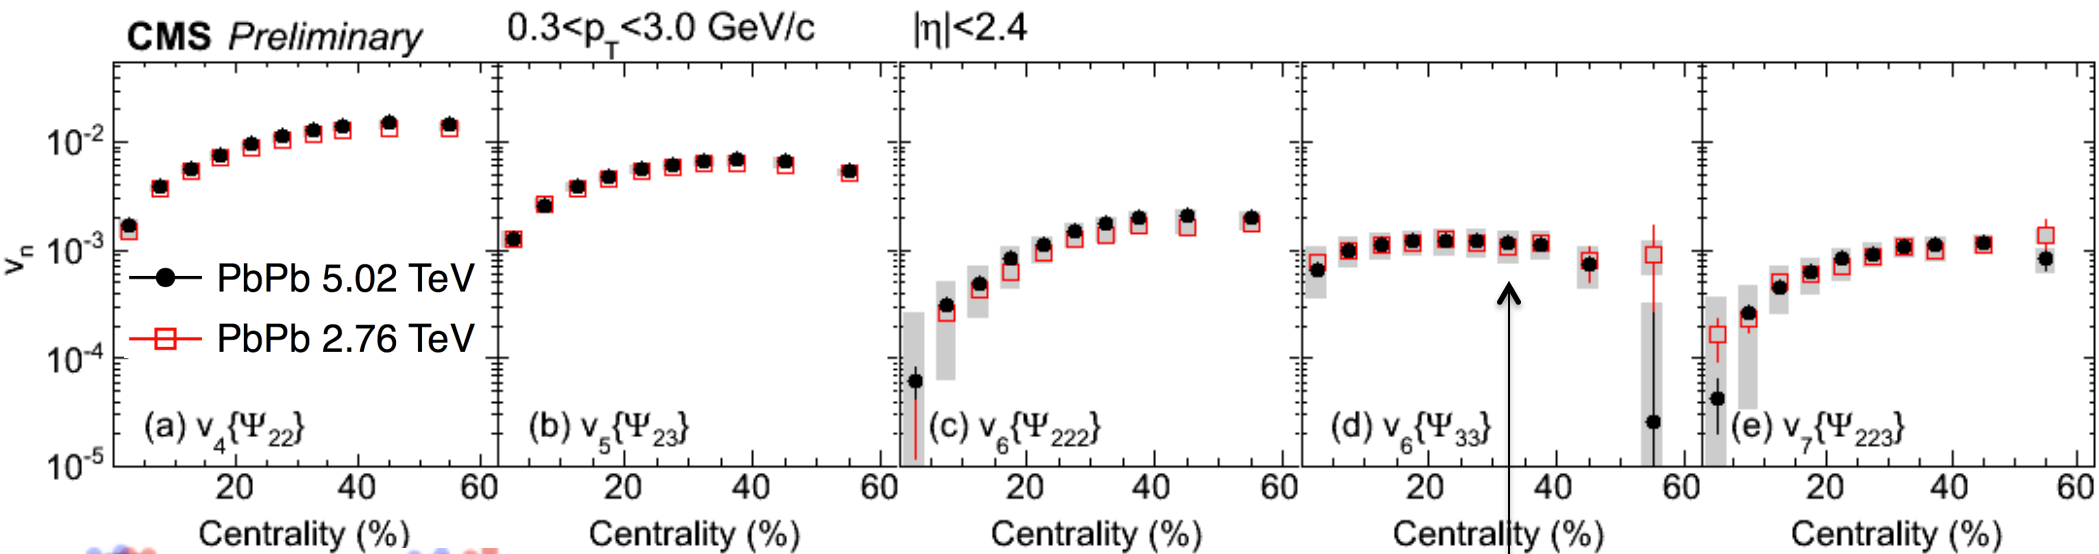 CMS Preliminary 0.3<p_T<3.0 GeV/c |η|<2.4
v_n
10^-2
10^-3
10^-4
10^-5
PbPb 5.02 TeV
PbPb 2.76 TeV
(a) v_4{Ψ_22} (b) v_5{Ψ_23} (c) v_6{Ψ_222} (d) v_6{Ψ_33} (e) v_7{Ψ_223}
20 40 60 20 40 60 20 40 60 20 40 60 20 40 60
Centrality (%) Centrality (%) Centrality (%) Centrality (%) Centrality (%)